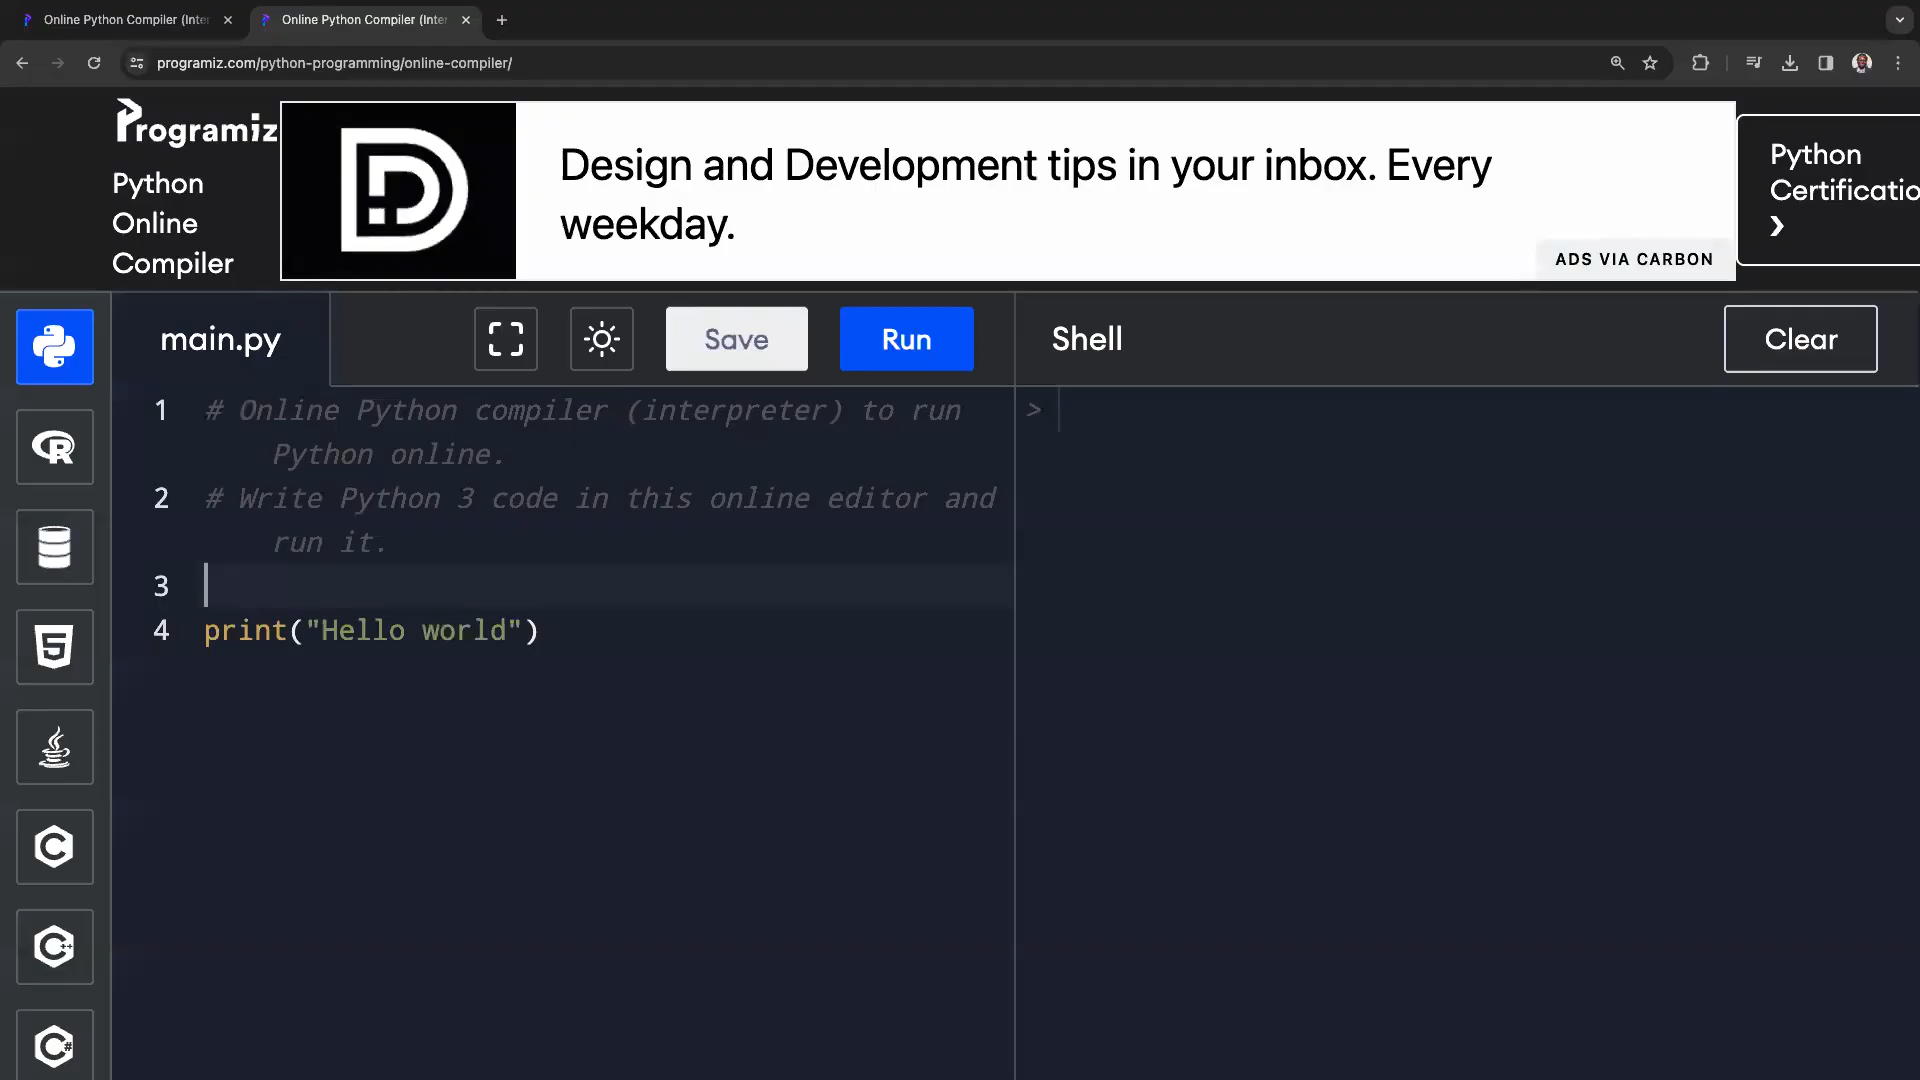 Online Python Compiler (Inter
Online Python Compiler (Inter
programiz.com/python-programming/online-compiler/
Programiz
Python
Online
Compiler
Design and Development tips in your inbox. Every
weekday.
ADS VIA CARBON
Python
Certificatio
main.py
Save
Run
Shell
Clear
1 # Online Python compiler (interpreter) to run
Python online.
2 # Write Python 3 code in this online editor and
run it.
3
4 print("Hello world")
>